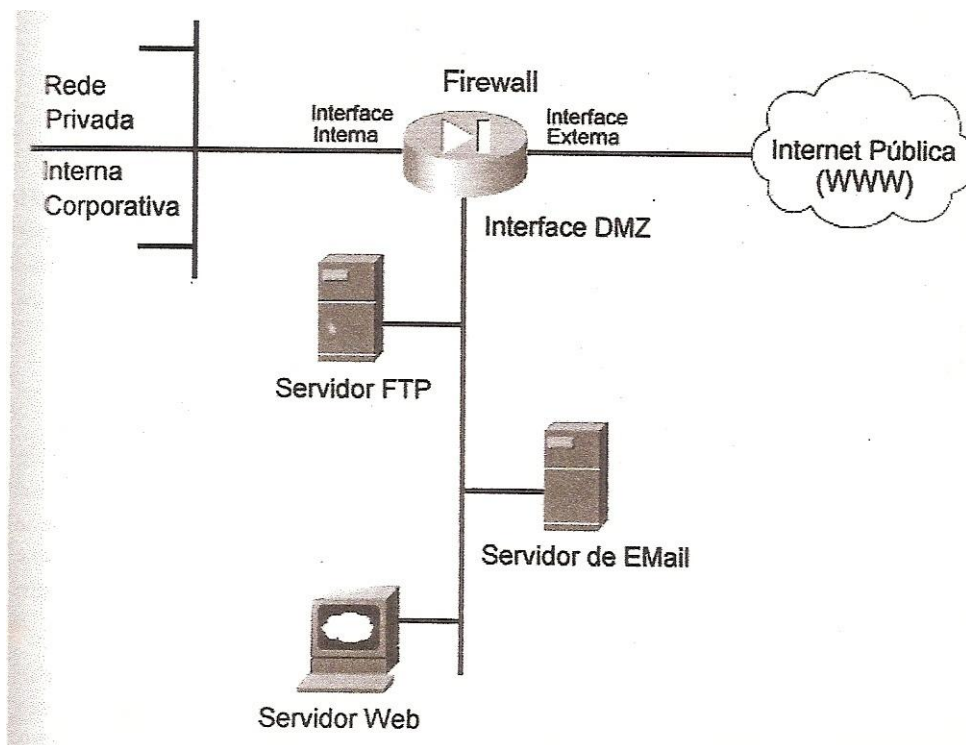 Rede
Privada
Interna
Corporativa
Interface
Interna
Firewall
Interface
Externa
Internet Pública
(WWW)
Interface DMZ
Servidor FTP
Servidor de EMail
Servidor Web